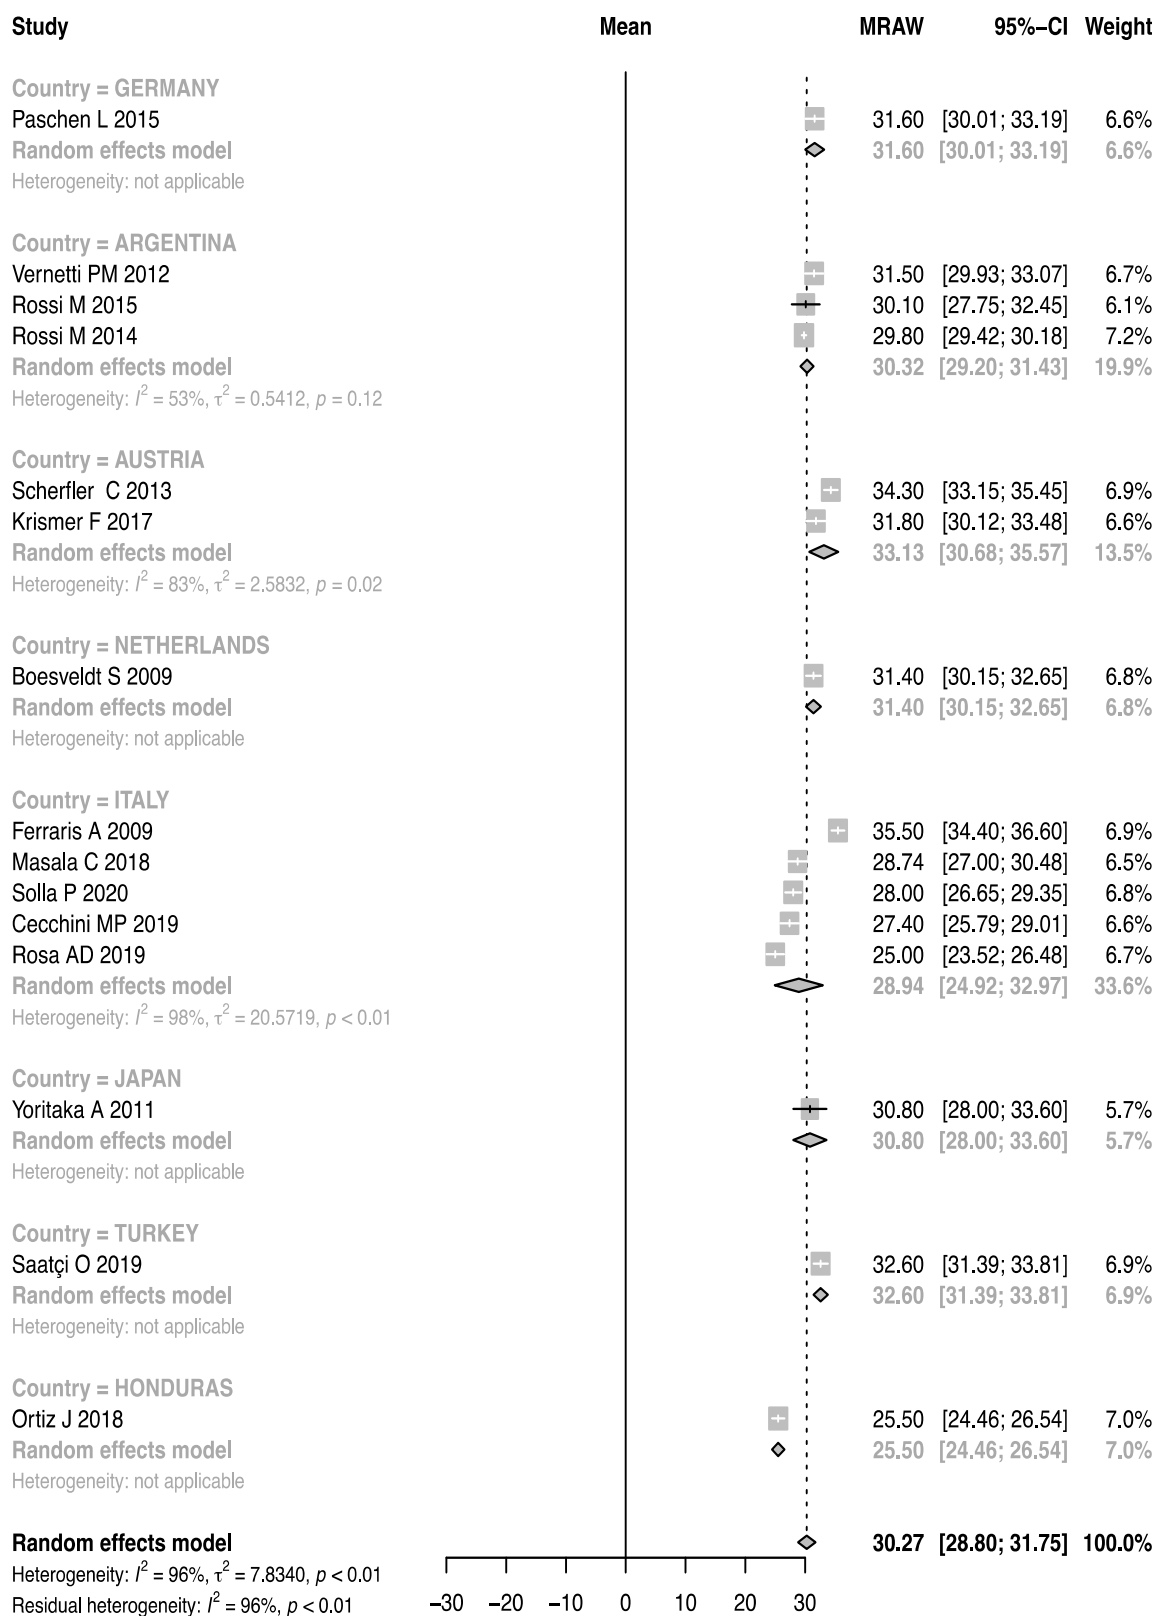 Study Mean MRAW 95%−CI Weight
Country = GERMANY
Paschen L 2015 31.60 [30.01; 33.19] 6.6%
Random effects model 31.60 [30.01; 33.19] 6.6%
Heterogeneity: not applicable
Country = ARGENTINA
Vernetti PM 2012 31.50 [29.93; 33.07] 6.7%
Rossi M 2015 30.10 [27.75; 32.45] 6.1%
Rossi M 2014 29.80 [29.42; 30.18] 7.2%
Random effects model 30.32 [29.20; 31.43] 19.9%
Heterogeneity: I² = 53%, τ² = 0.5412, p = 0.12
Country = AUSTRIA
Scherfler C 2013 34.30 [33.15; 35.45] 6.9%
Krismer F 2017 31.80 [30.12; 33.48] 6.6%
Random effects model 33.13 [30.68; 35.57] 13.5%
Heterogeneity: I² = 83%, τ² = 2.5832, p = 0.02
Country = NETHERLANDS
Boesveldt S 2009 31.40 [30.15; 32.65] 6.8%
Random effects model 31.40 [30.15; 32.65] 6.8%
Heterogeneity: not applicable
Country = ITALY
Ferraris A 2009 35.50 [34.40; 36.60] 6.9%
Masala C 2018 28.74 [27.00; 30.48] 6.5%
Solla P 2020 28.00 [26.65; 29.35] 6.8%
Cecchini MP 2019 27.40 [25.79; 29.01] 6.6%
Rosa AD 2019 25.00 [23.52; 26.48] 6.7%
Random effects model 28.94 [24.92; 32.97] 33.6%
Heterogeneity: I² = 98%, τ² = 20.5719, p < 0.01
Country = JAPAN
Yoritaka A 2011 30.80 [28.00; 33.60] 5.7%
Random effects model 30.80 [28.00; 33.60] 5.7%
Heterogeneity: not applicable
Country = TURKEY
Saatçi O 2019 32.60 [31.39; 33.81] 6.9%
Random effects model 32.60 [31.39; 33.81] 6.9%
Heterogeneity: not applicable
Country = HONDURAS
Ortiz J 2018 25.50 [24.46; 26.54] 7.0%
Random effects model 25.50 [24.46; 26.54] 7.0%
Heterogeneity: not applicable
Random effects model 30.27 [28.80; 31.75] 100.0%
Heterogeneity: I² = 96%, τ² = 7.8340, p < 0.01
Residual heterogeneity: I² = 96%, p < 0.01
−30 −20 −10 0 10 20 30